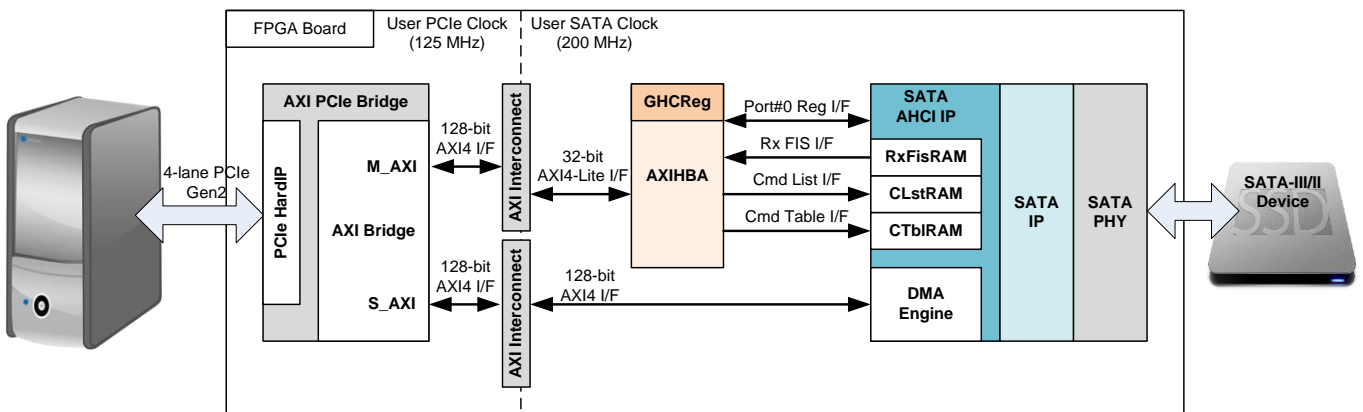 FPGA Board
User PCIe Clock
(125 MHz)
User SATA Clock
(200 MHz)
4-lane PCIe
Gen2
AXI PCIe Bridge
PCIe HardIP
M_AXI
AXI Bridge
S_AXI
128-bit
AXI4 I/F
128-bit
AXI4 I/F
AXI Interconnect
AXI Interconnect
32-bit
AXI4-Lite I/F
128-bit
AXI4 I/F
GHCReg
AXIHBA
Port#0 Reg I/F
Rx FIS I/F
Cmd List I/F
Cmd Table I/F
SATA
AHCI IP
RxFisRAM
CLstRAM
CTblRAM
DMA
Engine
SATA
IP
SATA
PHY
SATA-III/II
Device
SSD